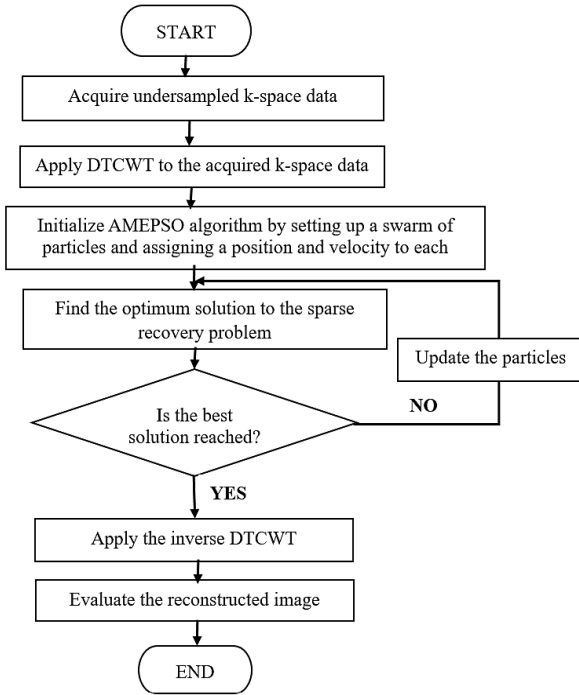 START
Acquire undersampled k-space data
Apply DTCWT to the acquired k-space data
Initialize AMEPSO algorithm by setting up a swarm of
particles and assigning a position and velocity to each
Find the optimum solution to the sparse
recovery problem
Update the particles
Is the best
solution reached?
NO
YES
Apply the inverse DTCWT
Evaluate the reconstructed image
END